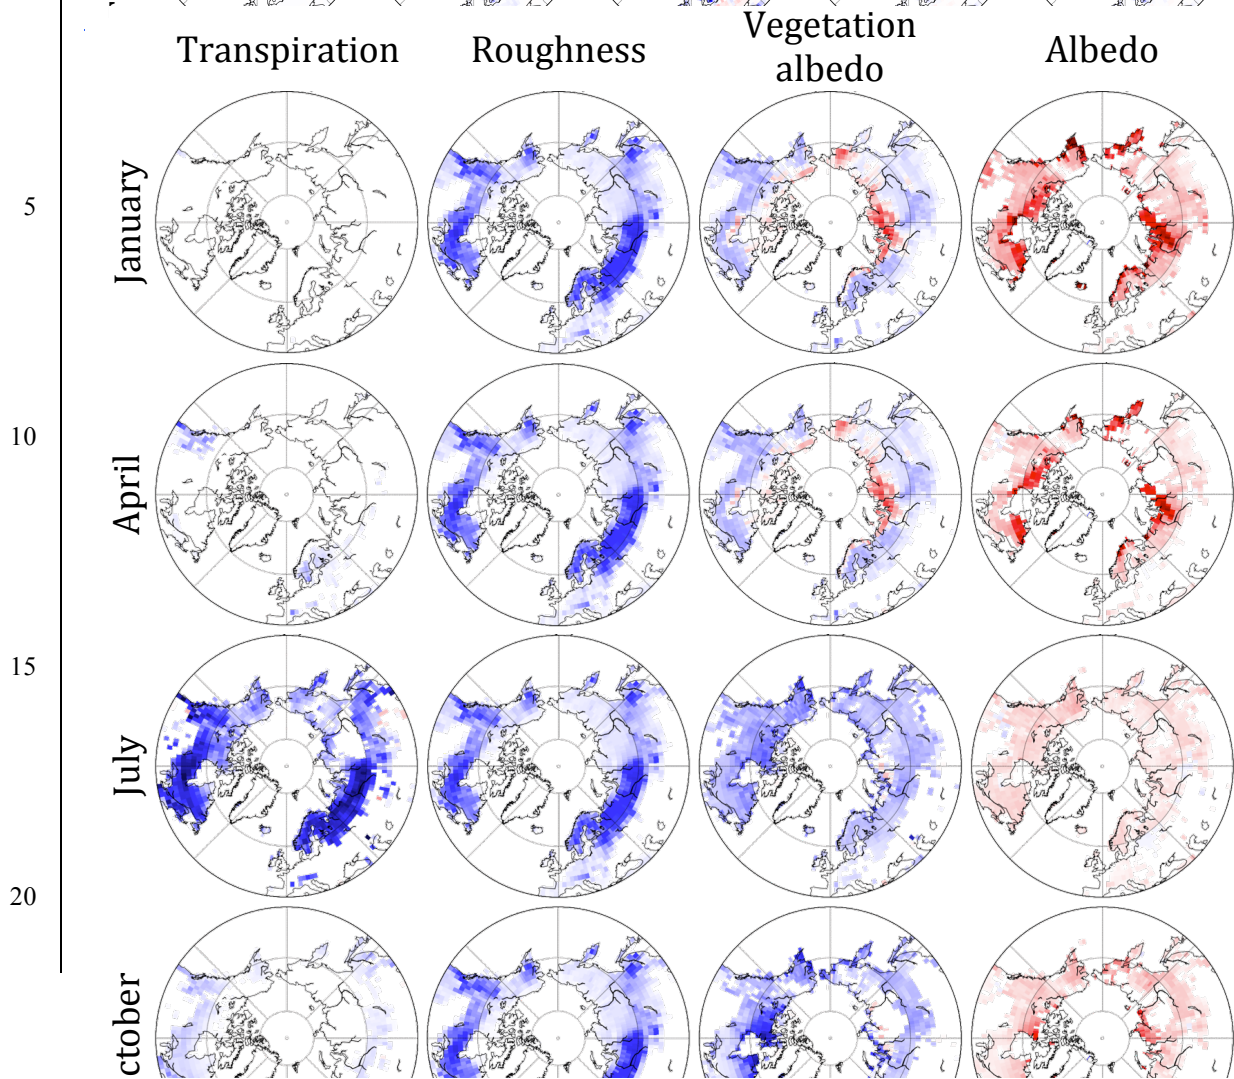 Transpiration
Roughness
Vegetation
albedo
Albedo
January
5
April
10
July
15
20
ctober